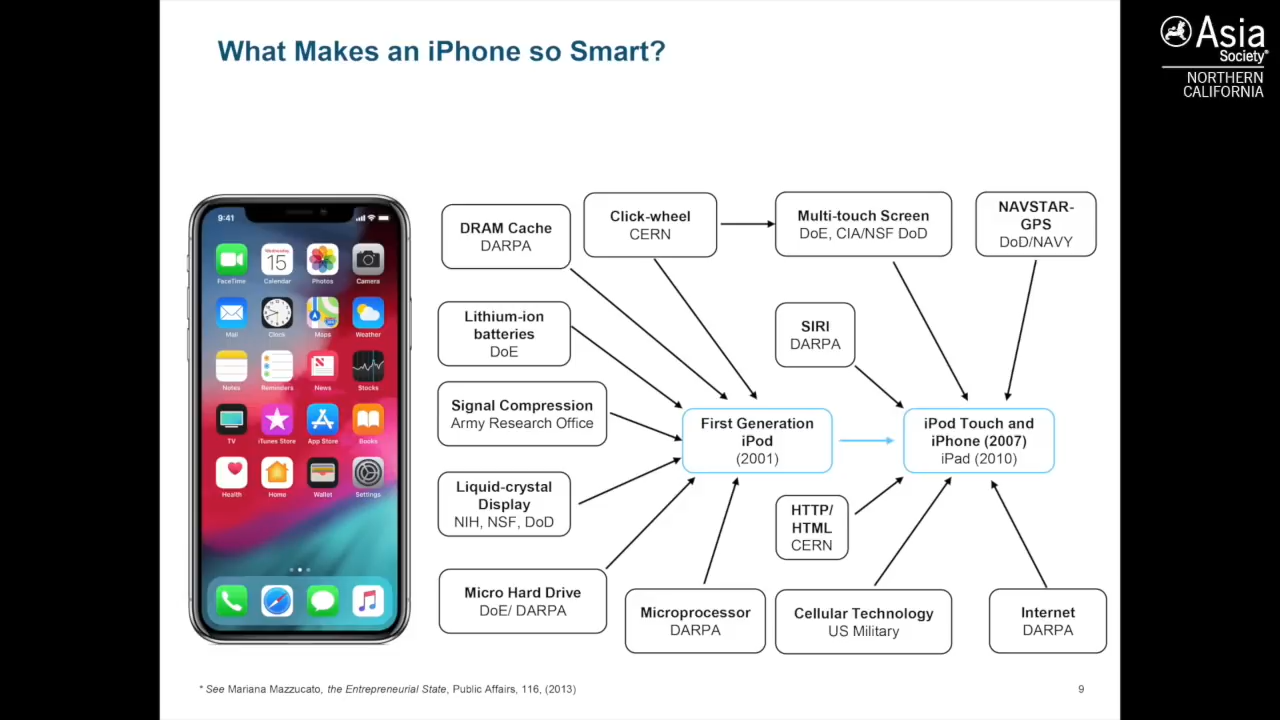 What Makes an iPhone so Smart?
Asia
Society
NORTHERN
CALIFORNIA
9:41
FaceTime
Wednesday
15
Calendar
Photos
Camera
Mail
Clock
Maps
Weather
Notes
Reminders
News
Stocks
TV
iTunes Store
App Store
Books
Health
Home
Wallet
Settings
DRAM Cache
DARPA
Click-wheel
CERN
Multi-touch Screen
DoE, CIA/NSF DoD
NAVSTAR-
GPS
DoD/NAVY
Lithium-ion
batteries
DoE
SIRI
DARPA
Signal Compression
Army Research Office
First Generation
iPod
(2001)
iPod Touch and
iPhone (2007)
iPad (2010)
Liquid-crystal
Display
NIH, NSF, DoD
HTTP/
HTML
CERN
Micro Hard Drive
DoE/ DARPA
Microprocessor
DARPA
Cellular Technology
US Military
Internet
DARPA
* See Mariana Mazzucato, the Entrepreneurial State, Public Affairs, 116, (2013)
9